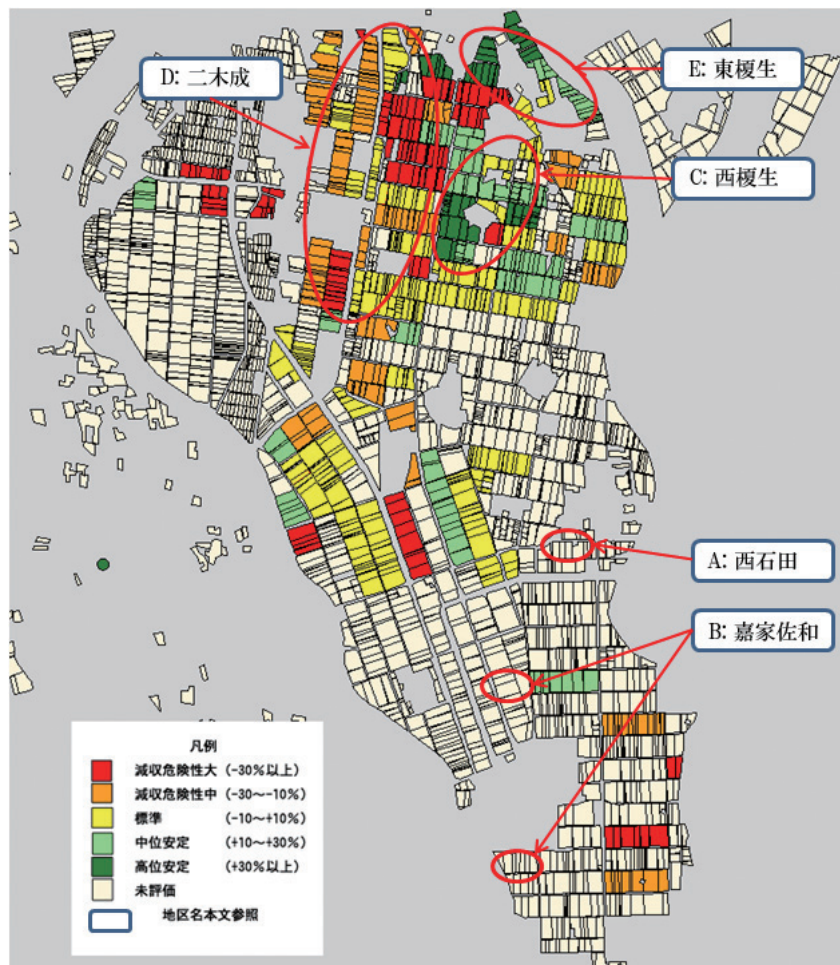 D: 二木成
E: 東榎生
C: 西榎生
A: 西石田
B: 嘉家佐和
凡例
減収危険性大 (-30%以上)
減収危険性中 (-30～-10%)
標準 (-10～+10%)
中位安定 (+10～+30%)
高位安定 (+30%以上)
未評価
地区名本文参照